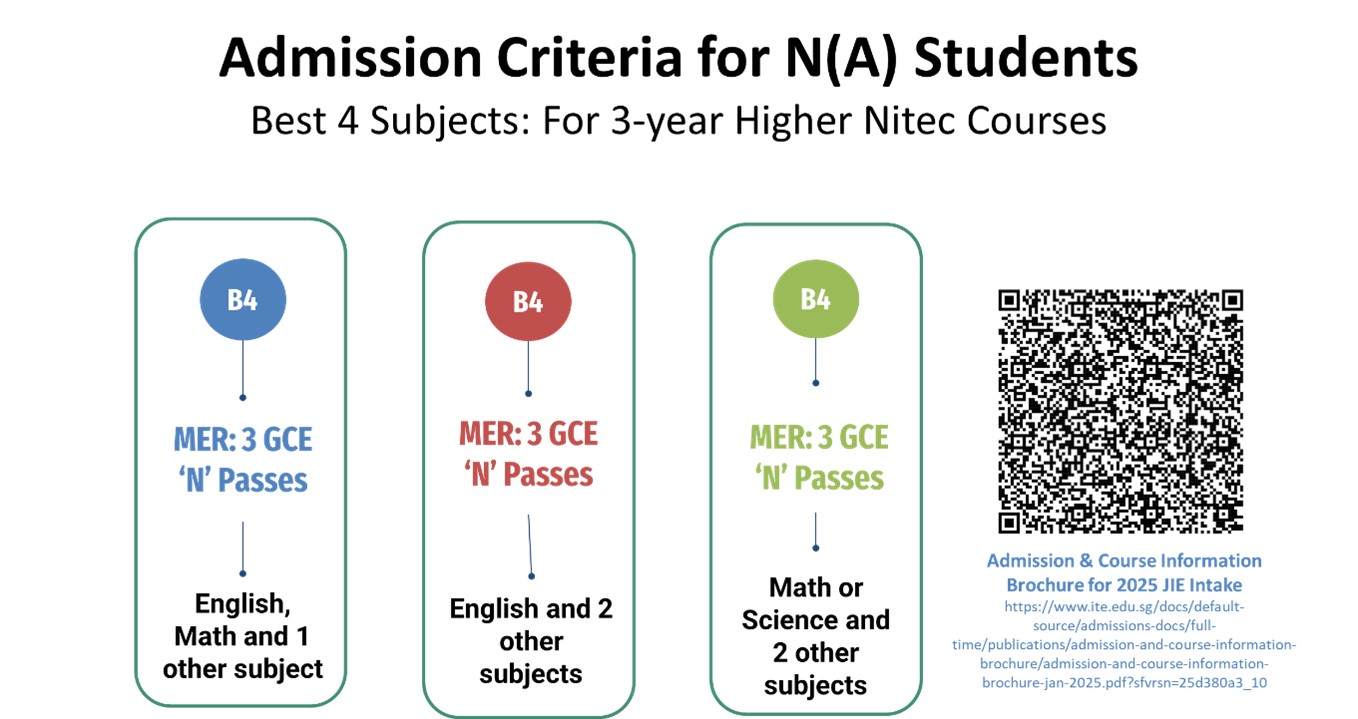 Admission Criteria for N(A) Students
Best 4 Subjects: For 3-year Higher Nitec Courses
B4
MER: 3 GCE
‘N’ Passes
English,
Math and 1
other subject
B4
MER: 3 GCE
‘N’ Passes
English and 2
other
subjects
B4
MER: 3 GCE
‘N’ Passes
Math or
Science and
2 other
subjects
Admission & Course Information
Brochure for 2025 JIE Intake
https://www.ite.edu.sg/docs/default-
source/admissions-docs/full-
time/publications/admission-and-course-information-
brochure/admission-and-course-information-
brochure-jan-2025.pdf?sfvrsn=25d380a3_10